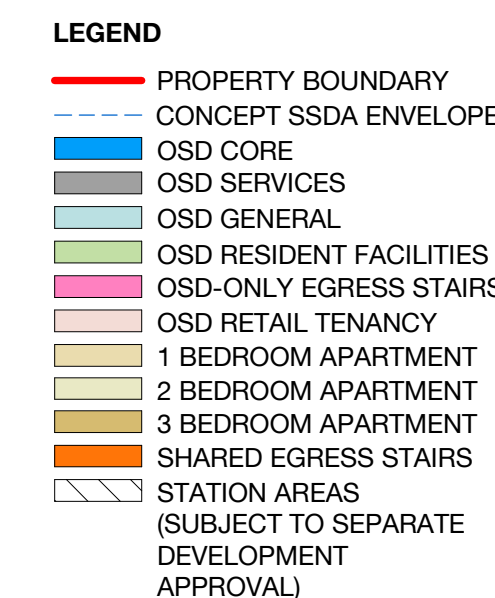 LEGEND
PROPERTY BOUNDARY
CONCEPT SSDA ENVELOPE
OSD CORE
OSD SERVICES
OSD GENERAL
OSD RESIDENT FACILITIES
OSD-ONLY EGRESS STAIRS
OSD RETAIL TENANCY
1 BEDROOM APARTMENT
2 BEDROOM APARTMENT
3 BEDROOM APARTMENT
SHARED EGRESS STAIRS
STATION AREAS
(SUBJECT TO SEPARATE
DEVELOPMENT
APPROVAL)